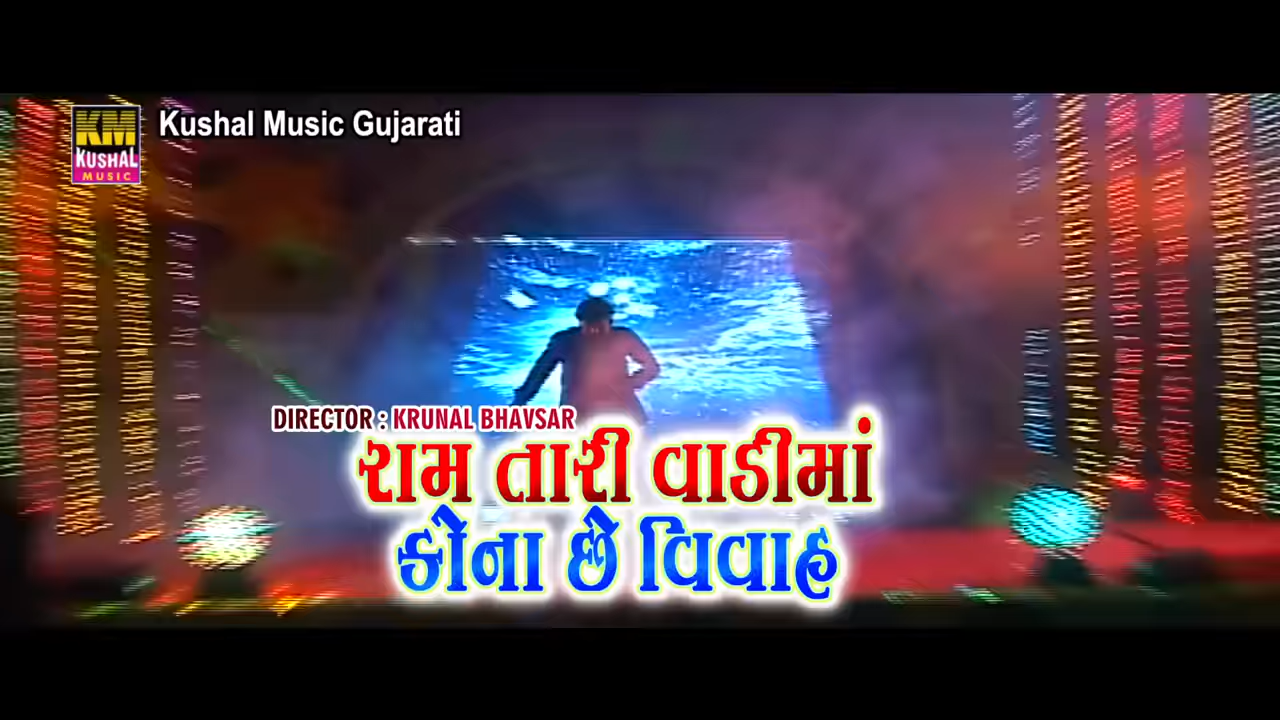 KM
KUSHAL
MUSIC
Kushal Music Gujarati
DIRECTOR : KRUNAL BHAVSAR
રામ તારી વાડીમાં
કોના છે વિવાહ